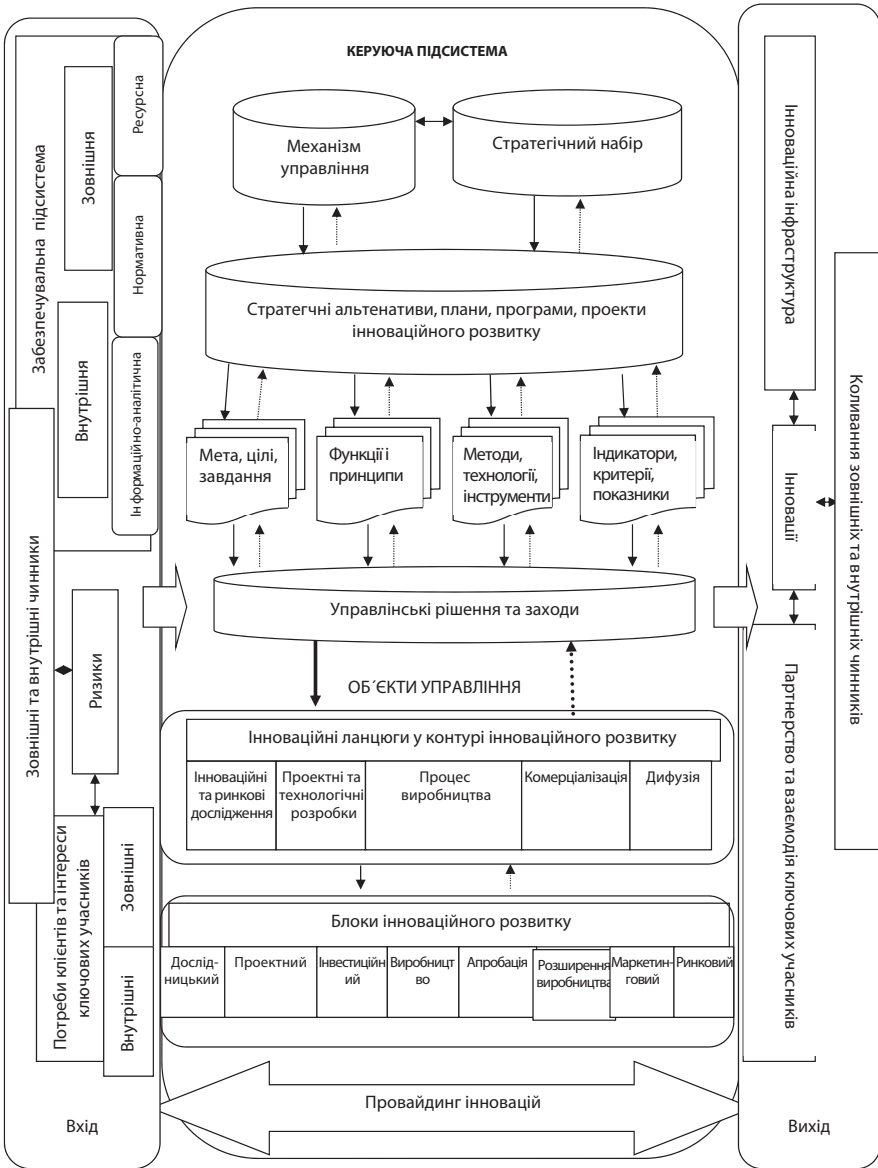 КЕРУЮЧА ПІДСИСТЕМА
Забезпечувальна підсистема
Зовнішня
Внутрішня
Ресурсна
Нормативна
Інформаційно-аналітична
Зовнішні та внутрішні чинники
Ризики
Потреби клієнтів та інтереси
ключових учасників
Зовнішні
Внутрішні
Вхід
Механізм
управління
Стратегічний набір
Стратегчні альтенативи, плани, програми, проекти
інноваційного розвитку
Мета, цілі,
завдання
Функції і
принципи
Методи,
технології,
інструменти
Індикатори,
критерії,
показники
Управлінські рішення та заходи
ОБ´ЄКТИ УПРАВЛІННЯ
Інноваційні ланцюги у контурі інноваційного розвитку
Інноваційні
та ринкові
дослідження
Проектні та
технологічні
розробки
Процес
виробництва
Комерціалізація
Дифузія
Блоки інноваційного розвитку
Дослід-
ницький
Проектний
Інвестиційн
ий
Виробницт
во
Апробація
Розширення
виробництва
Маркетин-
говий
Ринковий
Провайдинг інновацій
Інноваційна інфраструктура
Інновації
Партнерство та взаємодія ключових учасників
Коливання зовнішніх та внутрішніх чинників
Вихід